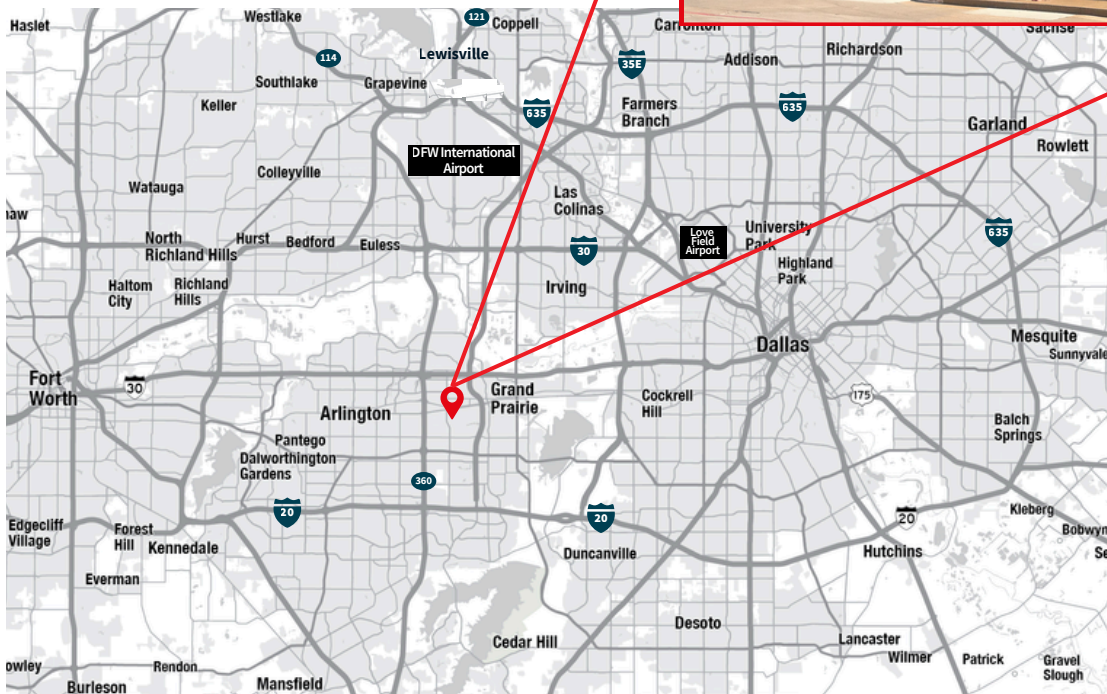 Haslet
Westlake
121
Coppell
Carrollton
Sachse
114
Lewisville
35E
Addison
Richardson
Southlake
Grapevine
Keller
635
Farmers
Branch
635
Garland
Rowlett
DFW International
Airport
Colleyville
Watauga
Las
Colinas
naw
North
Richland Hills
Hurst
Bedford
Euless
30
Love
Field
Airport
University
Park
635
Highland
Park
Haltom
City
Richland
Hills
Irving
Dallas
Mesquite
Sunnyvale
Fort
Worth
30
Grand
Prairie
Arlington
Cockrell
Hill
175
Balch
Springs
Pantego
Dalworthington
Gardens
360
20
20
20
Kleberg
Bobwyn
Edgecliff
Village
Forest
Hill
Kennedale
Duncanville
Hutchins
Se
Everman
Desoto
Cedar Hill
Lancaster
Wilmer
Patrick
Gravel
Slough
owley
Rendon
Burleson
Mansfield